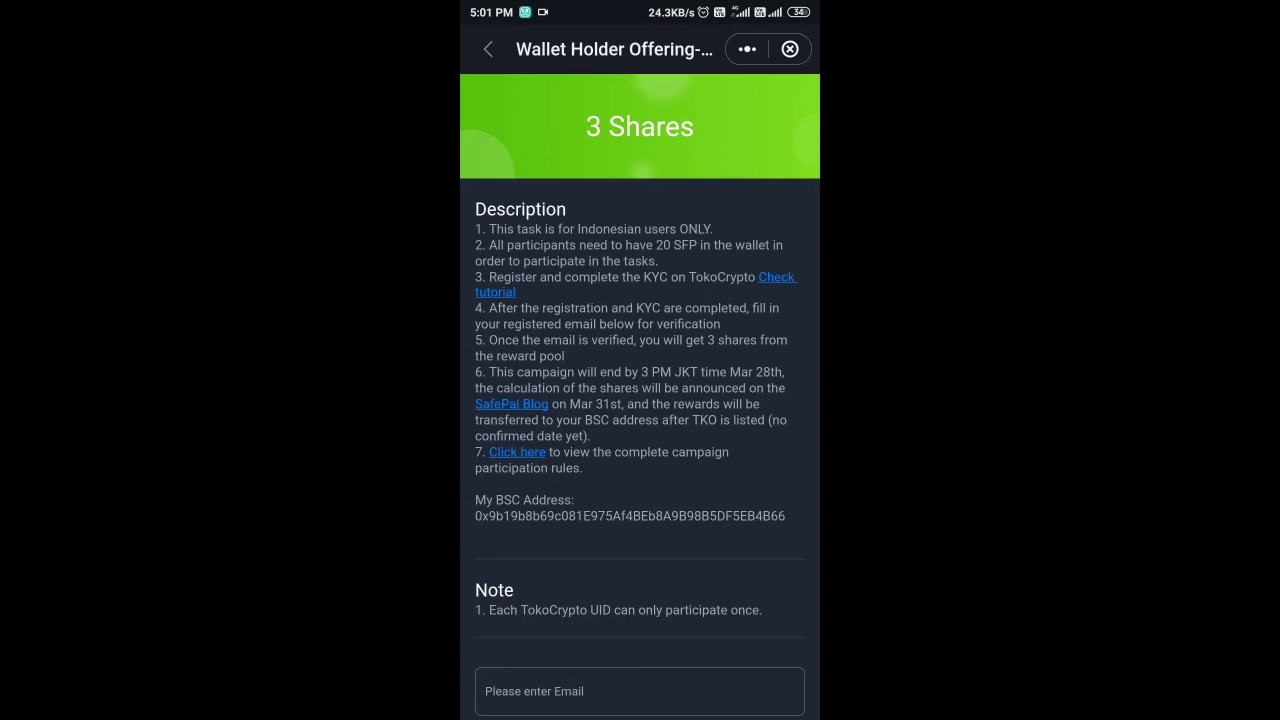 5:01 PM 24.3KB/s 4G 34
Wallet Holder Offering-...
3 Shares
Description
1. This task is for Indonesian users ONLY.
2. All participants need to have 20 SFP in the wallet in
order to participate in the tasks.
3. Register and complete the KYC on TokoCrypto Check
tutorial
4. After the registration and KYC are completed, fill in
your registered email below for verification
5. Once the email is verified, you will get 3 shares from
the reward pool
6. This campaign will end by 3 PM JKT time Mar 28th,
the calculation of the shares will be announced on the
SafePal Blog on Mar 31st, and the rewards will be
transferred to your BSC address after TKO is listed (no
confirmed date yet).
7. Click here to view the complete campaign
participation rules.
My BSC Address:
0x9b19b8b69c081E975Af4BEb8A9B98B5DF5EB4B66
Note
1. Each TokoCrypto UID can only participate once.
Please enter Email